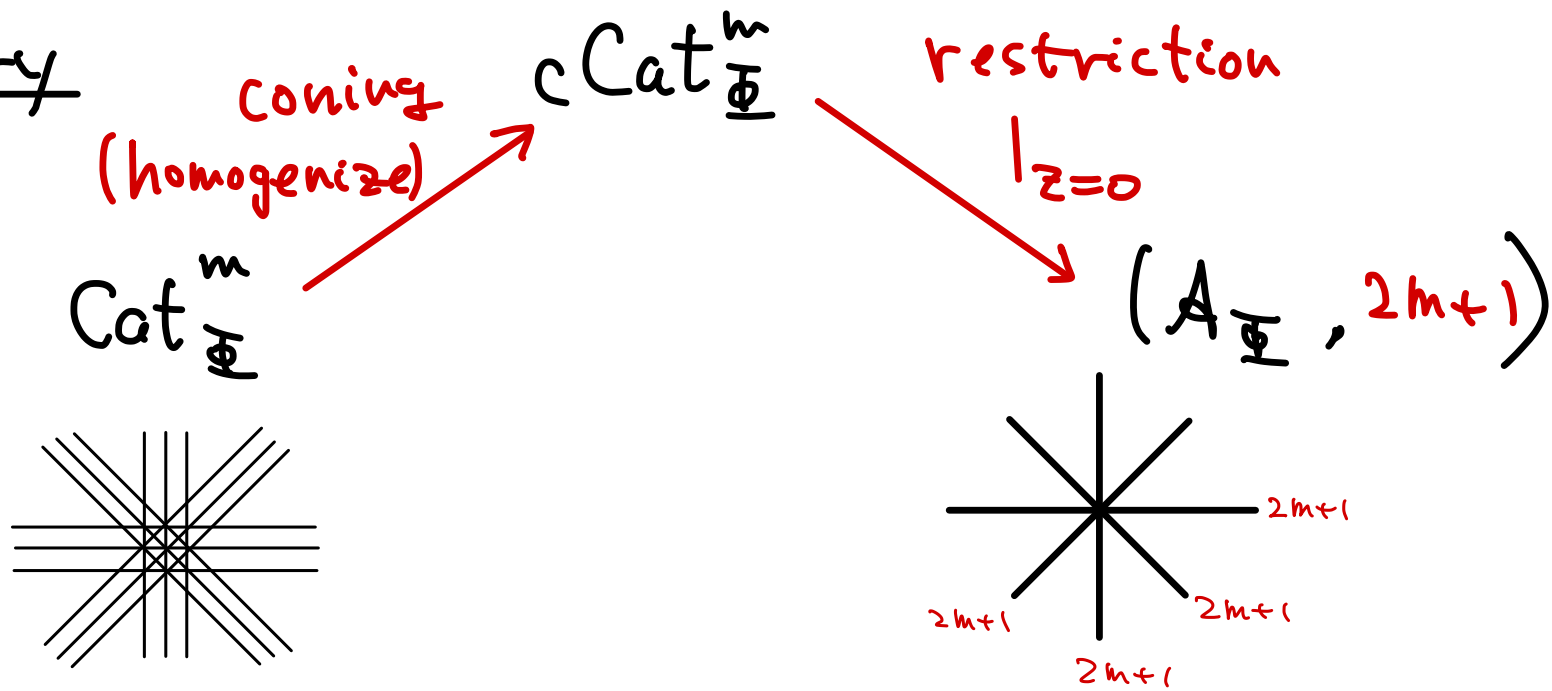 cCat^m_Φ
restriction
coning
(homogenize)
|_{z=0}
Cat^m_Φ
(A_Φ, 2m+1)
2m+1
2m+1
2m+1
2m+1